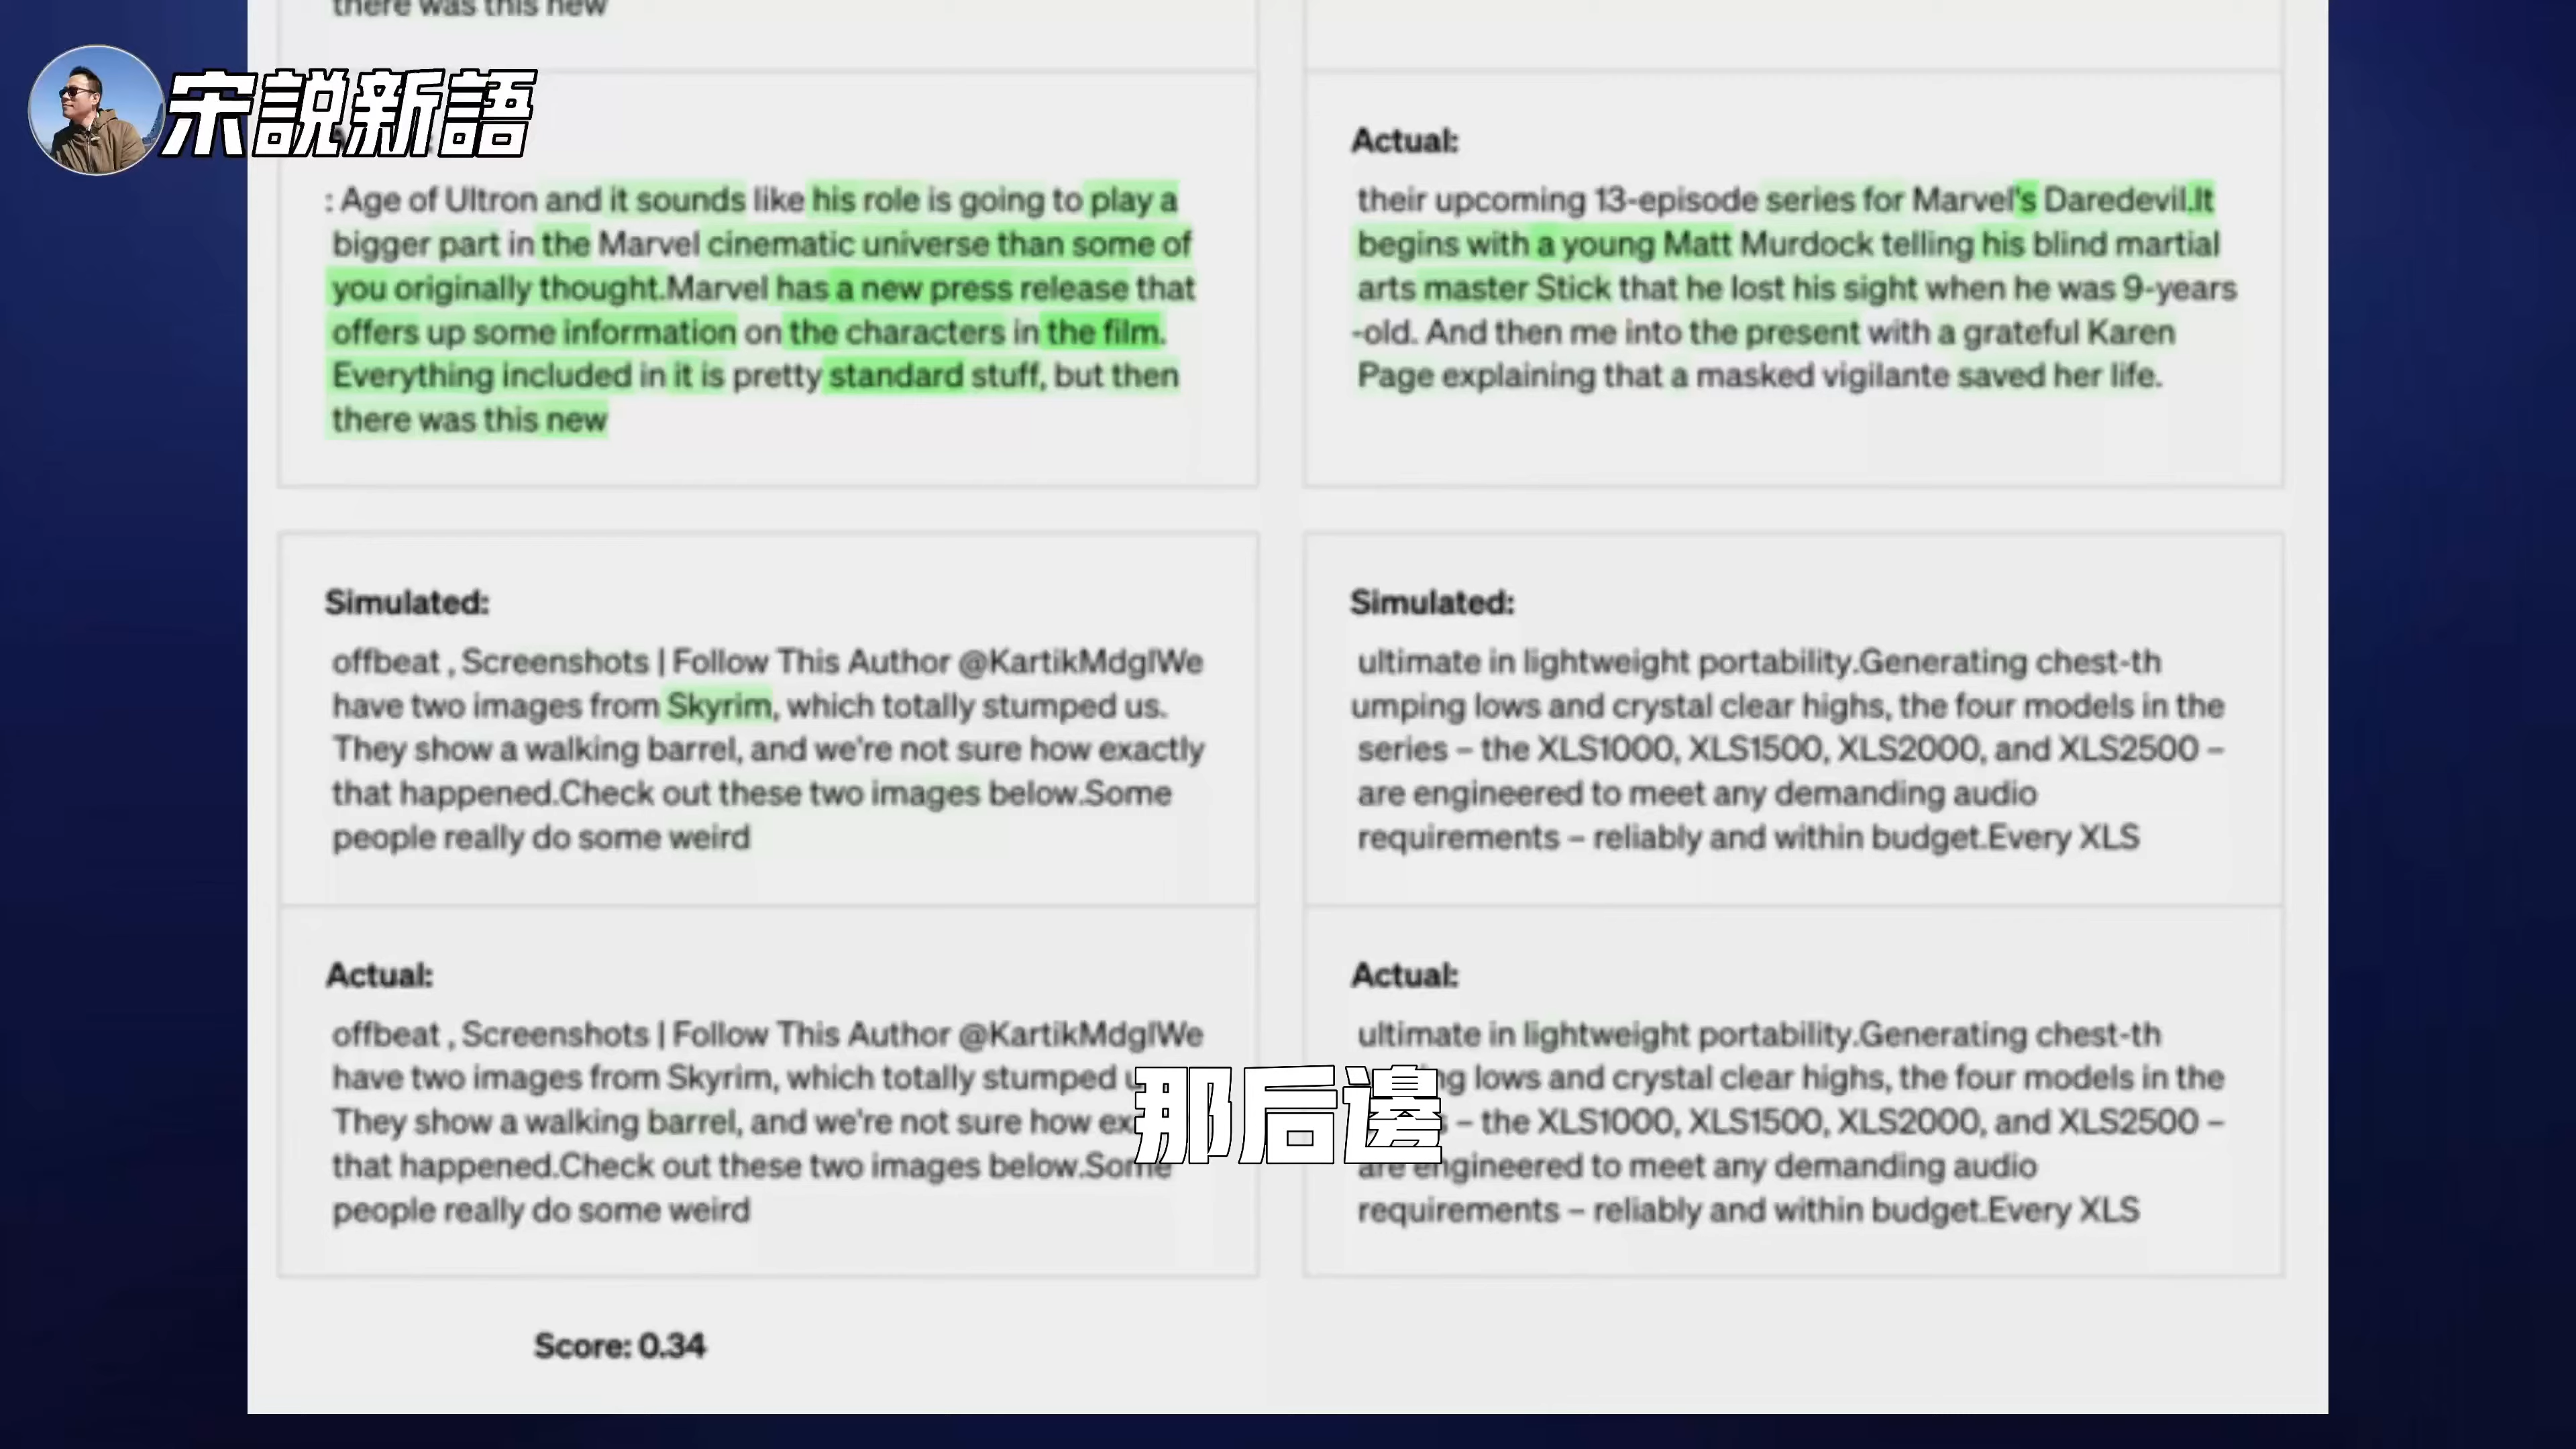 there was this new
宋説新語
: Age of Ultron and it sounds like his role is going to play a
bigger part in the Marvel cinematic universe than some of
you originally thought.Marvel has a new press release that
offers up some information on the characters in the film.
Everything included in it is pretty standard stuff, but then
there was this new
Actual:
their upcoming 13-episode series for Marvel's Daredevil.It
begins with a young Matt Murdock telling his blind martial
arts master Stick that he lost his sight when he was 9-years
-old. And then me into the present with a grateful Karen
Page explaining that a masked vigilante saved her life.
Simulated:
offbeat , Screenshots | Follow This Author @KartikMdglWe
have two images from Skyrim, which totally stumped us.
They show a walking barrel, and we're not sure how exactly
that happened.Check out these two images below.Some
people really do some weird
Simulated:
ultimate in lightweight portability.Generating chest-th
umping lows and crystal clear highs, the four models in the
series – the XLS1000, XLS1500, XLS2000, and XLS2500 –
are engineered to meet any demanding audio
requirements – reliably and within budget.Every XLS
Actual:
offbeat , Screenshots | Follow This Author @KartikMdglWe
have two images from Skyrim, which totally stumped
They show a walking barrel, and we're not sure how
that happened.Check out these two images below.Some
people really do some weird
Actual:
ultimate in lightweight portability.Generating chest-th
lows and crystal clear highs, the four models in the
– the XLS1000, XLS1500, XLS2000, and XLS2500 –
are engineered to meet any demanding audio
requirements – reliably and within budget.Every XLS
那后邊
Score: 0.34